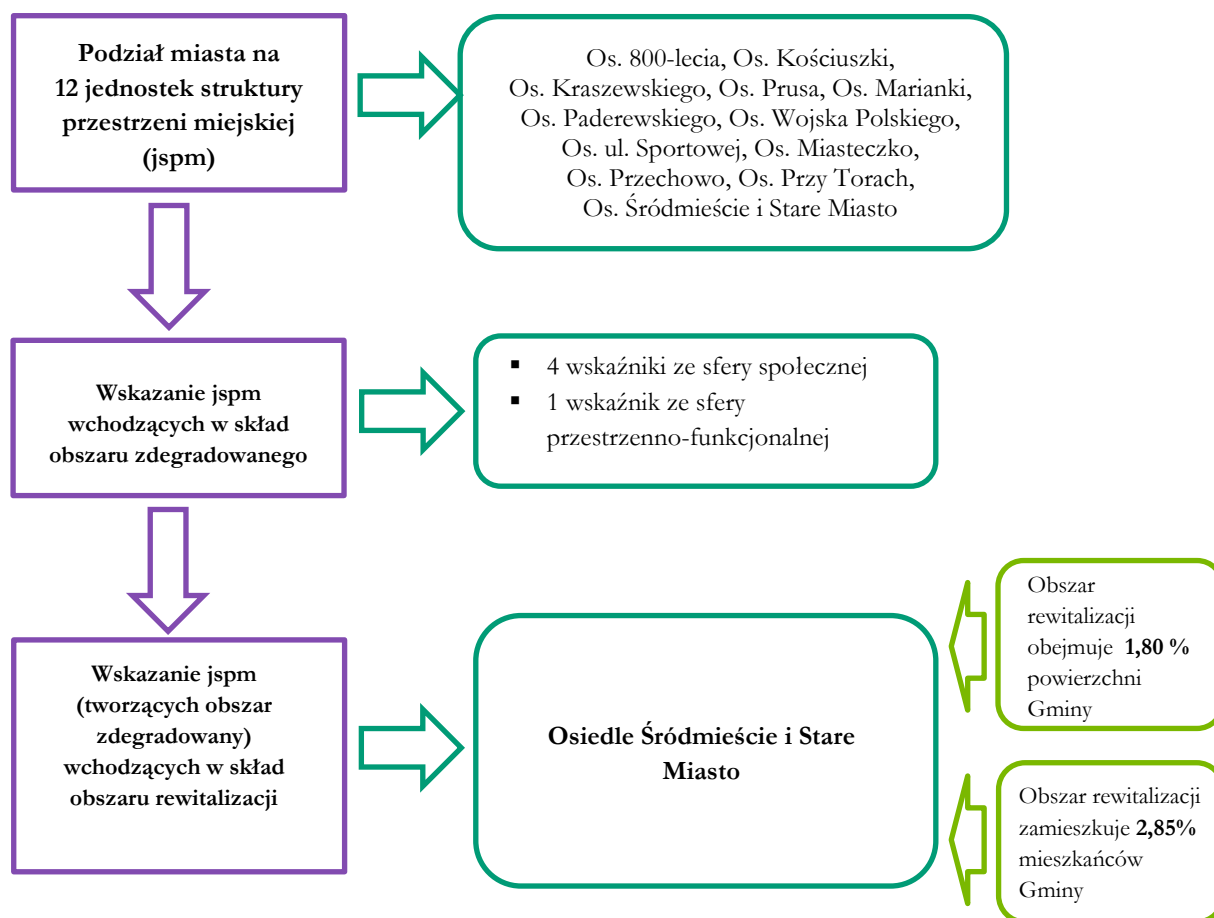 Podział miasta na
12 jednostek struktury
przestrzeni miejskiej
(jspm)
Os. 800-lecia, Os. Kościuszki,
Os. Kraszewskiego, Os. Prusa, Os. Marianki,
Os. Paderewskiego, Os. Wojska Polskiego,
Os. ul. Sportowej, Os. Miasteczko,
Os. Przechowo, Os. Przy Torach,
Os. Śródmieście i Stare Miasto
Wskazanie jspm
wchodzących w skład
obszaru zdegradowanego
▪ 4 wskaźniki ze sfery społecznej
▪ 1 wskaźnik ze sfery
przestrzenno-funkcjonalnej
Wskazanie jspm
(tworzących obszar
zdegradowany)
wchodzących w skład
obszaru rewitalizacji
Osiedle Śródmieście i Stare
Miasto
Obszar
rewitalizacji
obejmuje 1,80 %
powierzchni
Gminy
Obszar rewitalizacji
zamieszkuje 2,85%
mieszkańców
Gminy